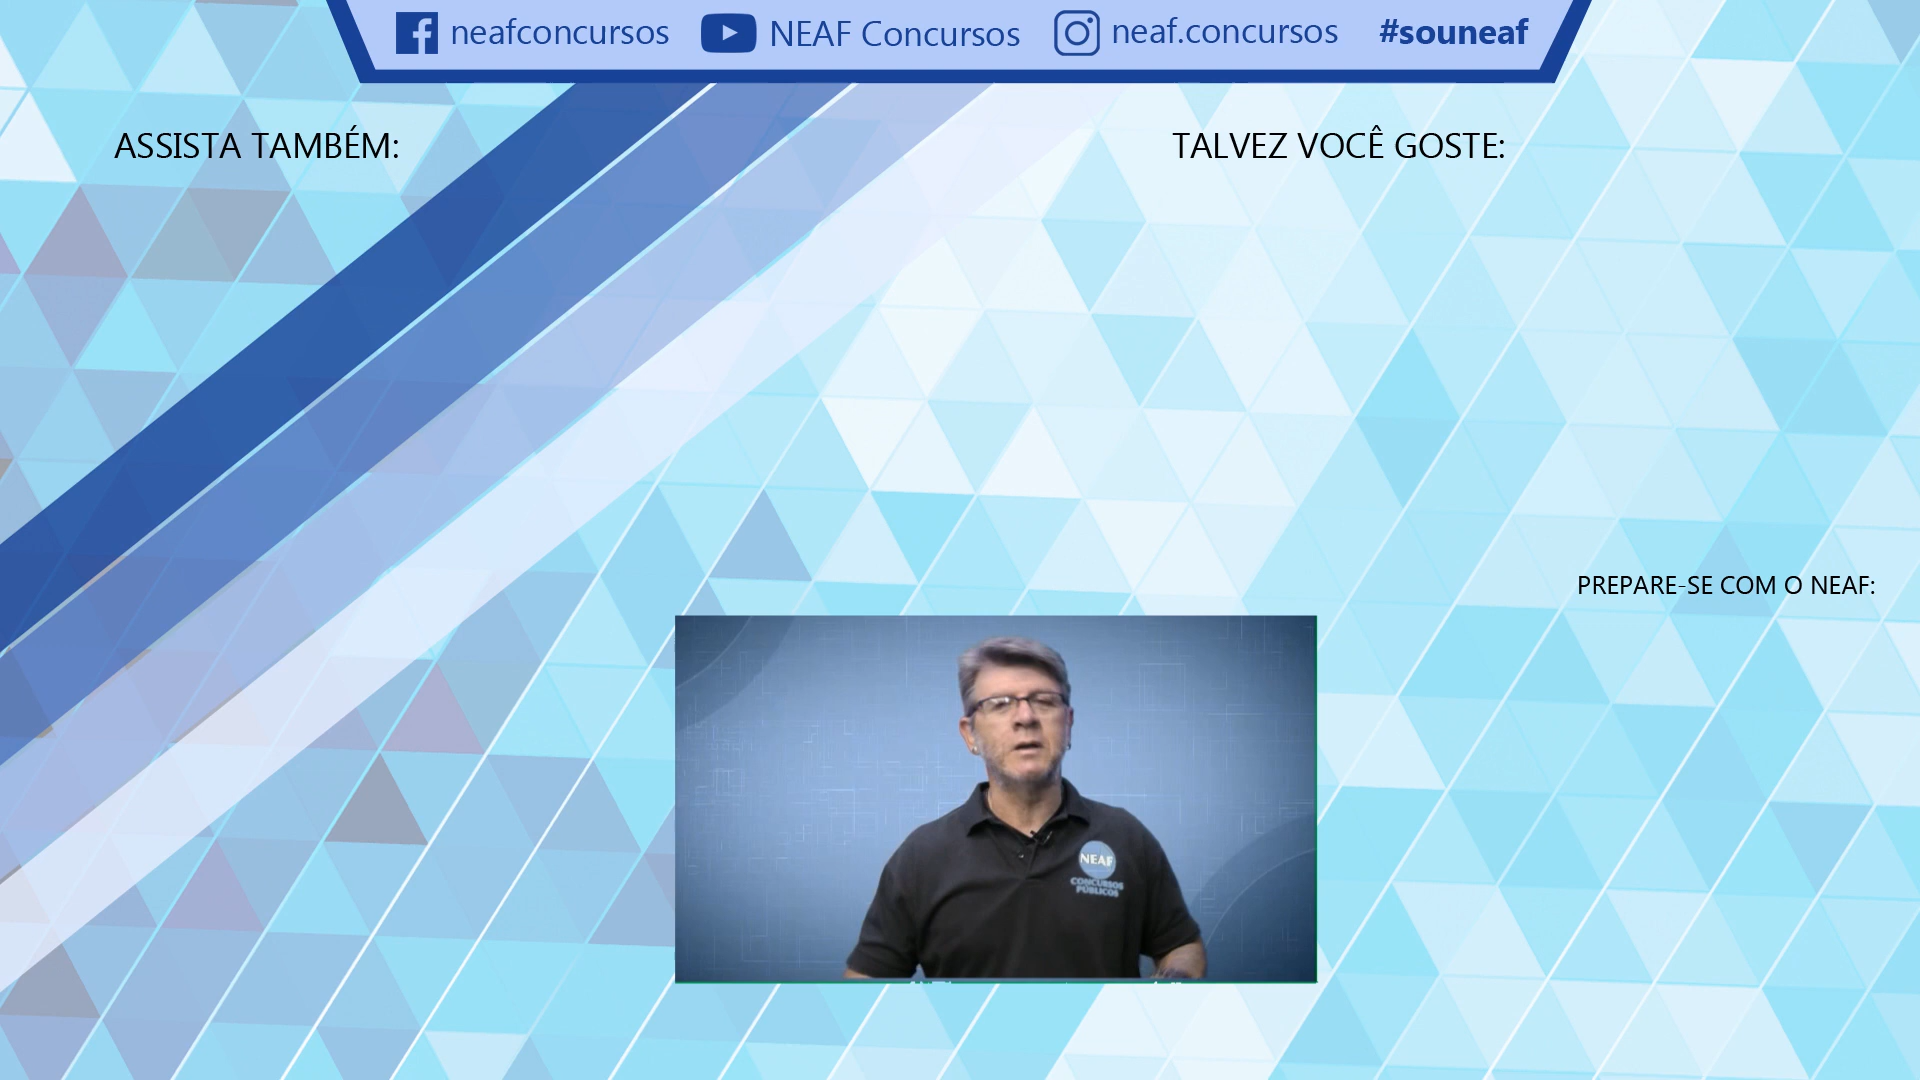 neafconcursos NEAF Concursos neaf.concursos #souneaf
ASSISTA TAMBÉM:
TALVEZ VOCÊ GOSTE:
PREPARE-SE COM O NEAF:
NEAF
CONCURSOS
PÚBLICOS